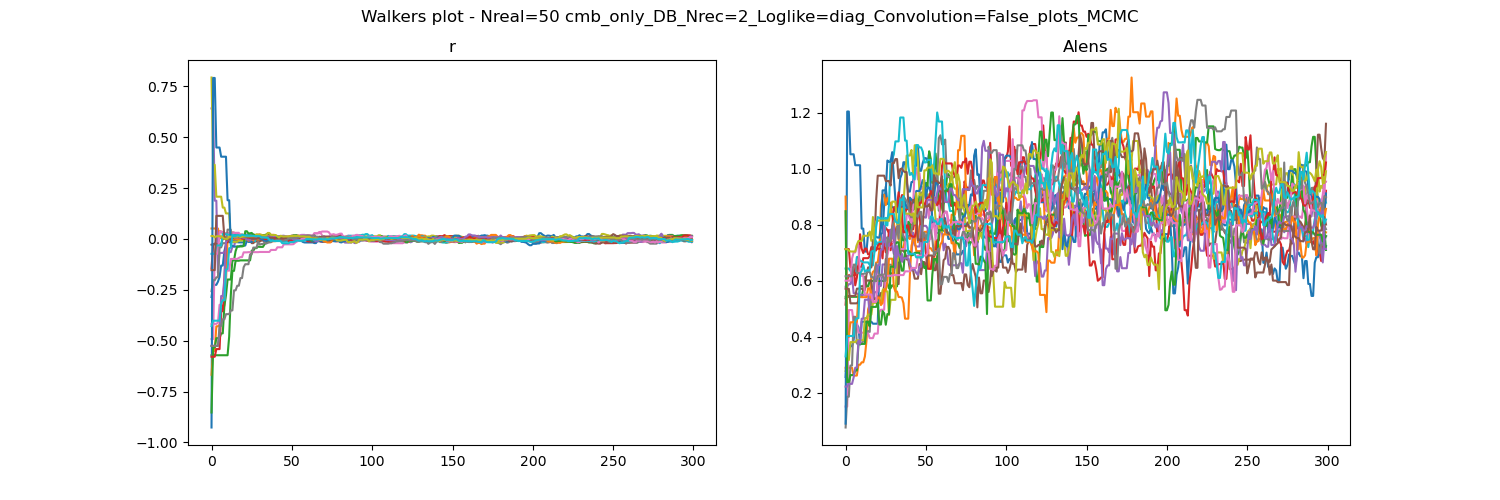 Walkers plot - Nreal=50 cmb_only_DB_Nrec=2_Loglike=diag_Convolution=False_plots_MCMC
r
Alens
0.75
0.50
0.25
0.00
−0.25
−0.50
−0.75
−1.00
0 50 100 150 200 250 300
1.2
1.0
0.8
0.6
0.4
0.2
0 50 100 150 200 250 300